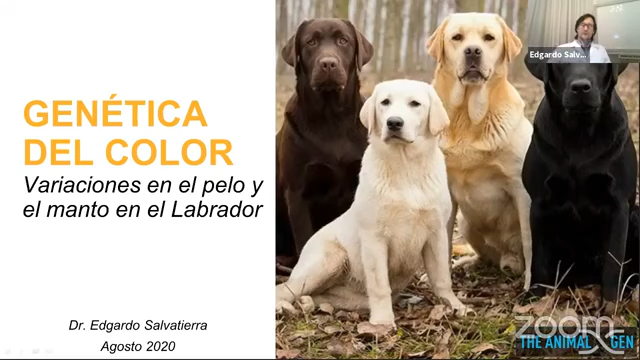 GENÉTICA
DEL COLOR
Variaciones en el pelo y
el manto en el Labrador
Dr. Edgardo Salvatierra
Agosto 2020
Edgardo Salv...
zoom
THE ANIMAL GEN